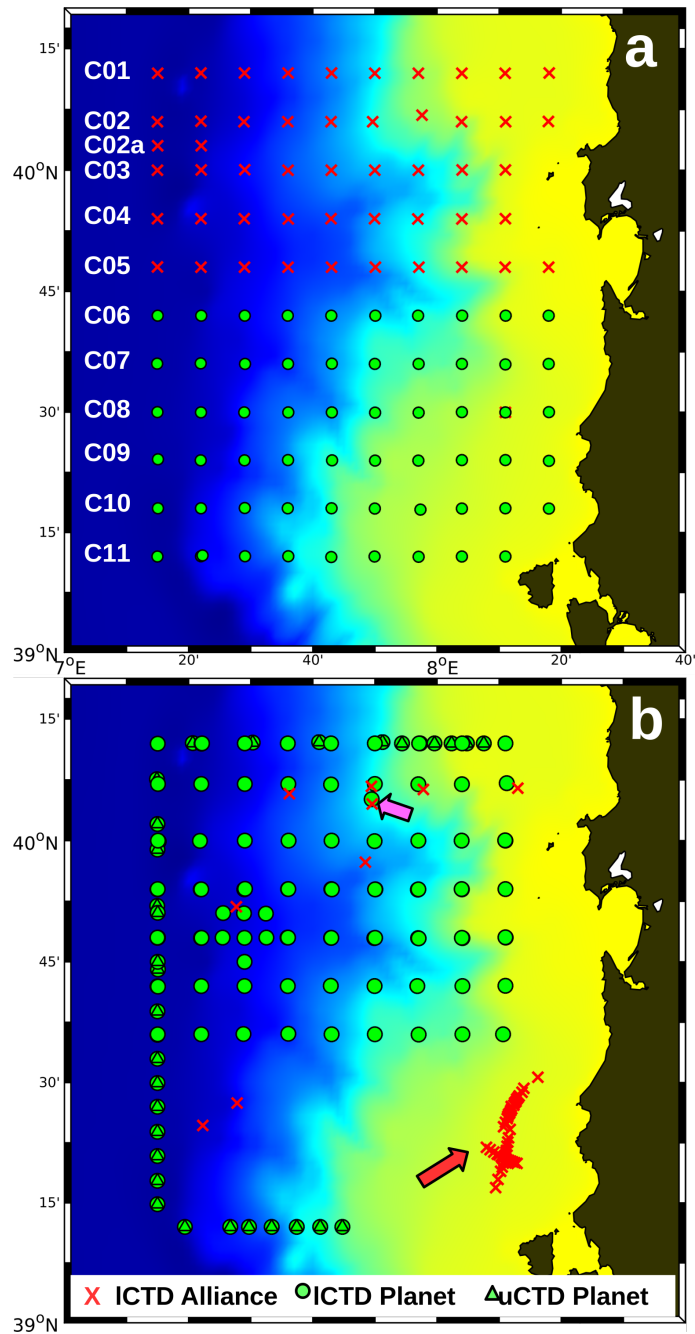 a
15'
C01
C02
C02a
C03
40°N
C04
C05
45'
C06
C07
C08
30'
C09
C10
15'
C11
39°N
7°E 20' 40' 8°E 20' 40'
b
15'
40°N
45'
30'
15'
X lCTD Alliance lCTD Planet uCTD Planet
39°N